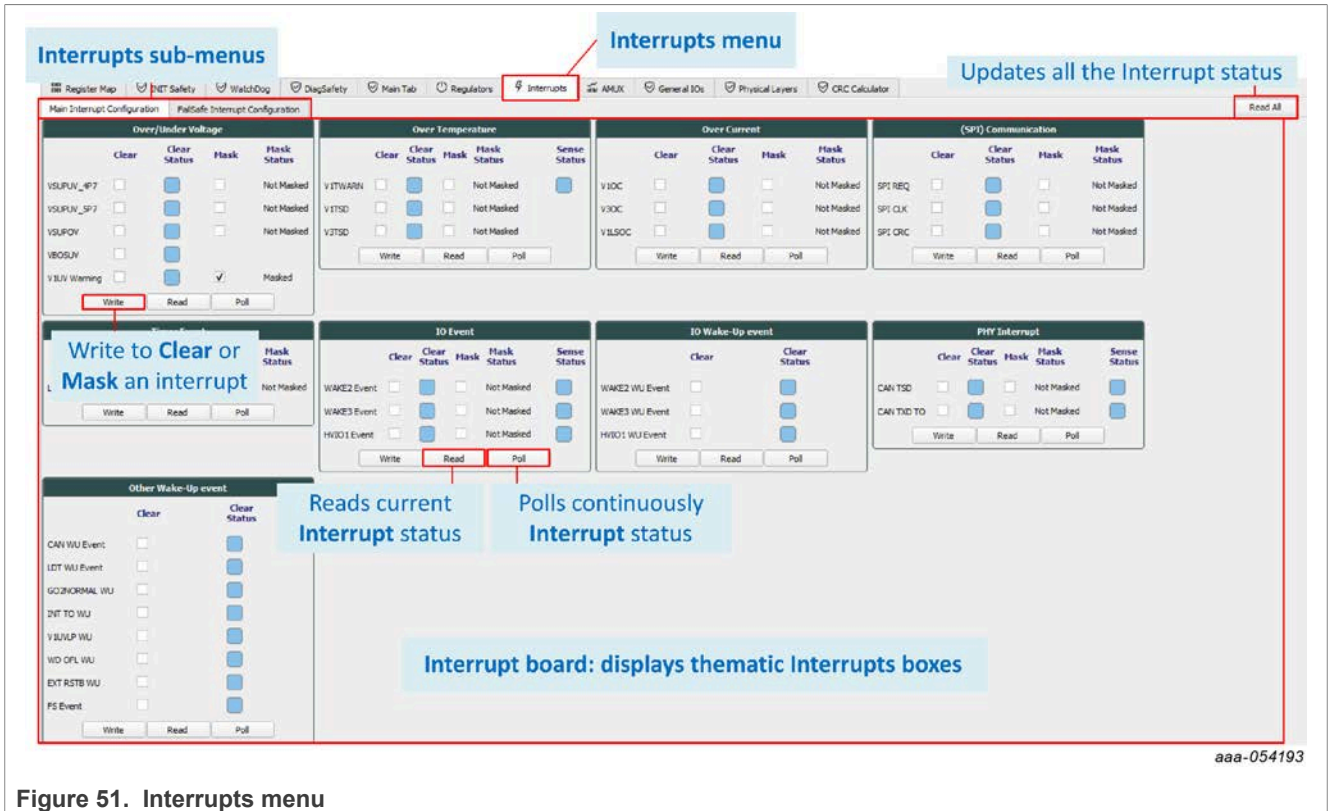 Interrupts sub-menus
Interrupts menu
Updates all the Interrupt status
Register Map INIT Safety WatchDog DiagSafety Main Tab Regulators Interrupts AMUX General IOs Physical Layers CRC Calculator
Main Interrupt Configuration FailSafe Interrupt Configuration Read All
Over/Under Voltage
Clear Clear Status Mask Mask Status
VSUPUV_4P7 Not Masked
VSUPUV_5P7 Not Masked
VSUPOV Not Masked
VBOSUV
V1UV Warning Masked
Write Read Poll
Over Temperature
Clear Clear Status Mask Mask Status Sense Status
V1TWARN Not Masked
V1TSD Not Masked
V3TSD Not Masked
Write Read Poll
Over Current
Clear Clear Status Mask Mask Status
V1OC Not Masked
V3OC Not Masked
V1LSOC Not Masked
Write Read Poll
(SPI) Communication
Clear Clear Status Mask Mask Status
SPI REQ Not Masked
SPI CLK Not Masked
SPI CRC Not Masked
Write Read Poll
Write to Clear or
Mask an interrupt
Mask Status
Not Masked
Write Read Poll
IO Event
Clear Clear Status Mask Mask Status Sense Status
WAKE2 Event Not Masked
WAKE3 Event Not Masked
HVIO1 Event Not Masked
Write Read Poll
IO Wake-Up event
Clear Clear Status
WAKE2 WU Event
WAKE3 WU Event
HVIO1 WU Event
Write Read Poll
PHY Interrupt
Clear Clear Status Mask Mask Status Sense Status
CAN TSD Not Masked
CAN TXD TO Not Masked
Write Read Poll
Reads current
Interrupt status
Polls continuously
Interrupt status
Other Wake-Up event
Clear Clear Status
CAN WU Event
LDT WU Event
GO2NORMAL WU
INT TO WU
V1UVLP WU
WD OFL WU
EXT RSTB WU
FS Event
Write Read Poll
Interrupt board: displays thematic Interrupts boxes
aaa-054193
Figure 51. Interrupts menu